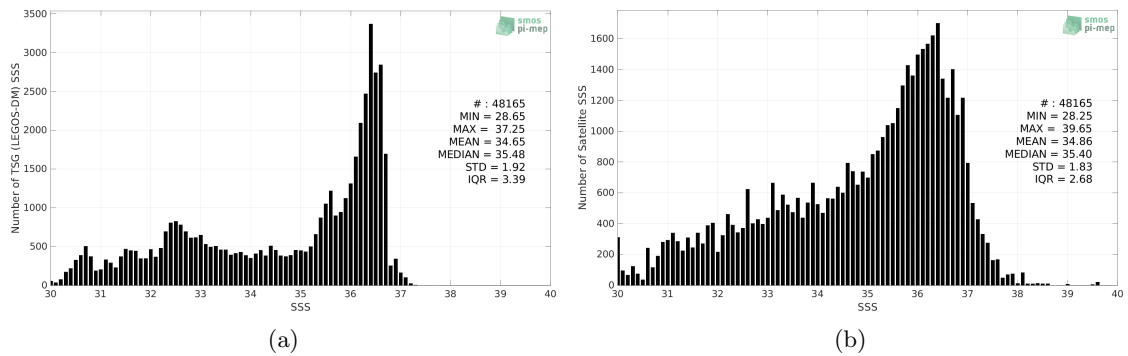 3500
3000
2500
2000
1500
1000
500
0
Number of TSG (LEGOS-DM) SSS
30 31 32 33 34 35 36 37 38 39 40
SSS
smos
pi-mep
# : 48165
MIN = 28.65
MAX = 37.25
MEAN = 34.65
MEDIAN = 35.48
STD = 1.92
IQR = 3.39
(a)
1600
1400
1200
1000
800
600
400
200
0
Number of Satellite SSS
30 31 32 33 34 35 36 37 38 39 40
SSS
smos
pi-mep
# : 48165
MIN = 28.25
MAX = 39.65
MEAN = 34.86
MEDIAN = 35.40
STD = 1.83
IQR = 2.68
(b)